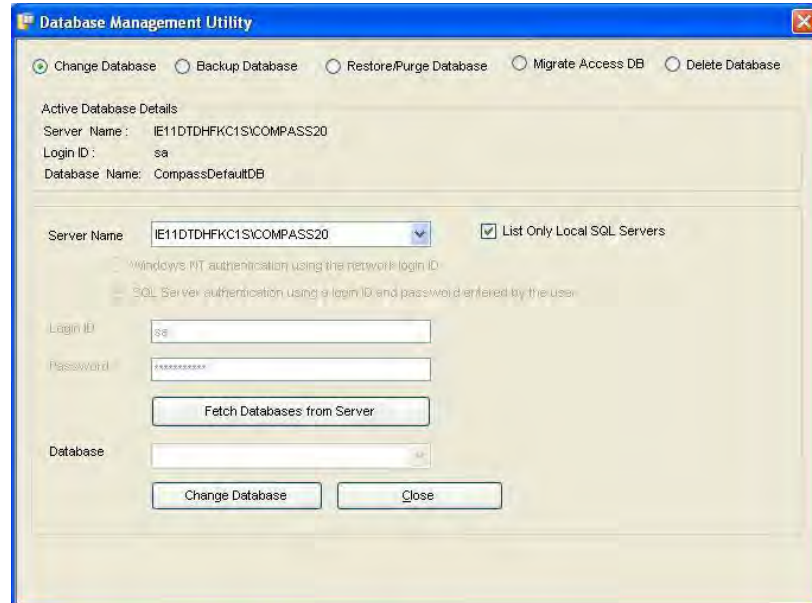 Database Management Utility
Change Database Backup Database Restore/Purge Database Migrate Access DB Delete Database
Active Database Details
Server Name : IE11DTDHFKC1S\COMPASS20
Login ID : sa
Database Name: CompassDefaultDB
Server Name IE11DTDHFKC1S\COMPASS20 List Only Local SQL Servers
Windows NT authentication using the network login ID
SQL Server authentication using a login ID and password entered by the user
Login ID sa
Password ***********
Fetch Databases from Server
Database
Change Database Close